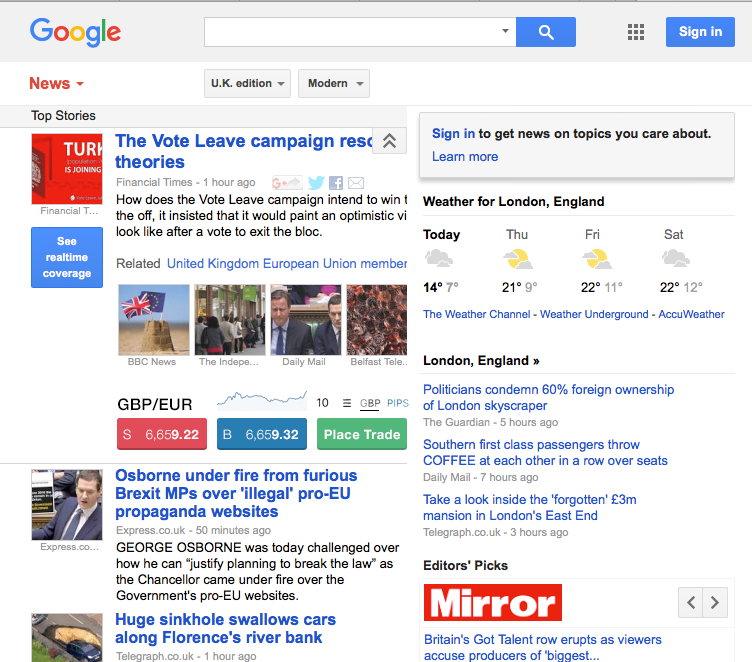 Google
Sign in
News
U.K. edition
Modern
Top Stories
TURK
IS JOINING
Financial T...
See
realtime
coverage
The Vote Leave campaign reso
theories
Financial Times - 1 hour ago
How does the Vote Leave campaign intend to win t
the off, it insisted that it would paint an optimistic vi
look like after a vote to exit the bloc.
Related United Kingdom European Union member
BBC News
The Indepe...
Daily Mail
Belfast Tele...
GBP/EUR
10
GBP PIPS
S 6,659.22
B 6,659.32
Place Trade
Express.co...
Osborne under fire from furious
Brexit MPs over 'illegal' pro-EU
propaganda websites
Express.co.uk - 50 minutes ago
GEORGE OSBORNE was today challenged over
how he can “justify planning to break the law” as
the Chancellor came under fire over the
Government's pro-EU websites.
Huge sinkhole swallows cars
along Florence's river bank
Telegraph.co.uk - 1 hour ago
Sign in to get news on topics you care about.
Learn more
Weather for London, England
Today Thu Fri Sat
14° 7° 21° 9° 22° 11° 22° 12°
The Weather Channel - Weather Underground - AccuWeather
London, England »
Politicians condemn 60% foreign ownership
of London skyscraper
The Guardian - 5 hours ago
Southern first class passengers throw
COFFEE at each other in a row over seats
Daily Mail - 7 hours ago
Take a look inside the 'forgotten' £3m
mansion in London's East End
Telegraph.co.uk - 3 hours ago
Editors' Picks
Mirror
Britain's Got Talent row erupts as viewers
accuse producers of 'biggest...